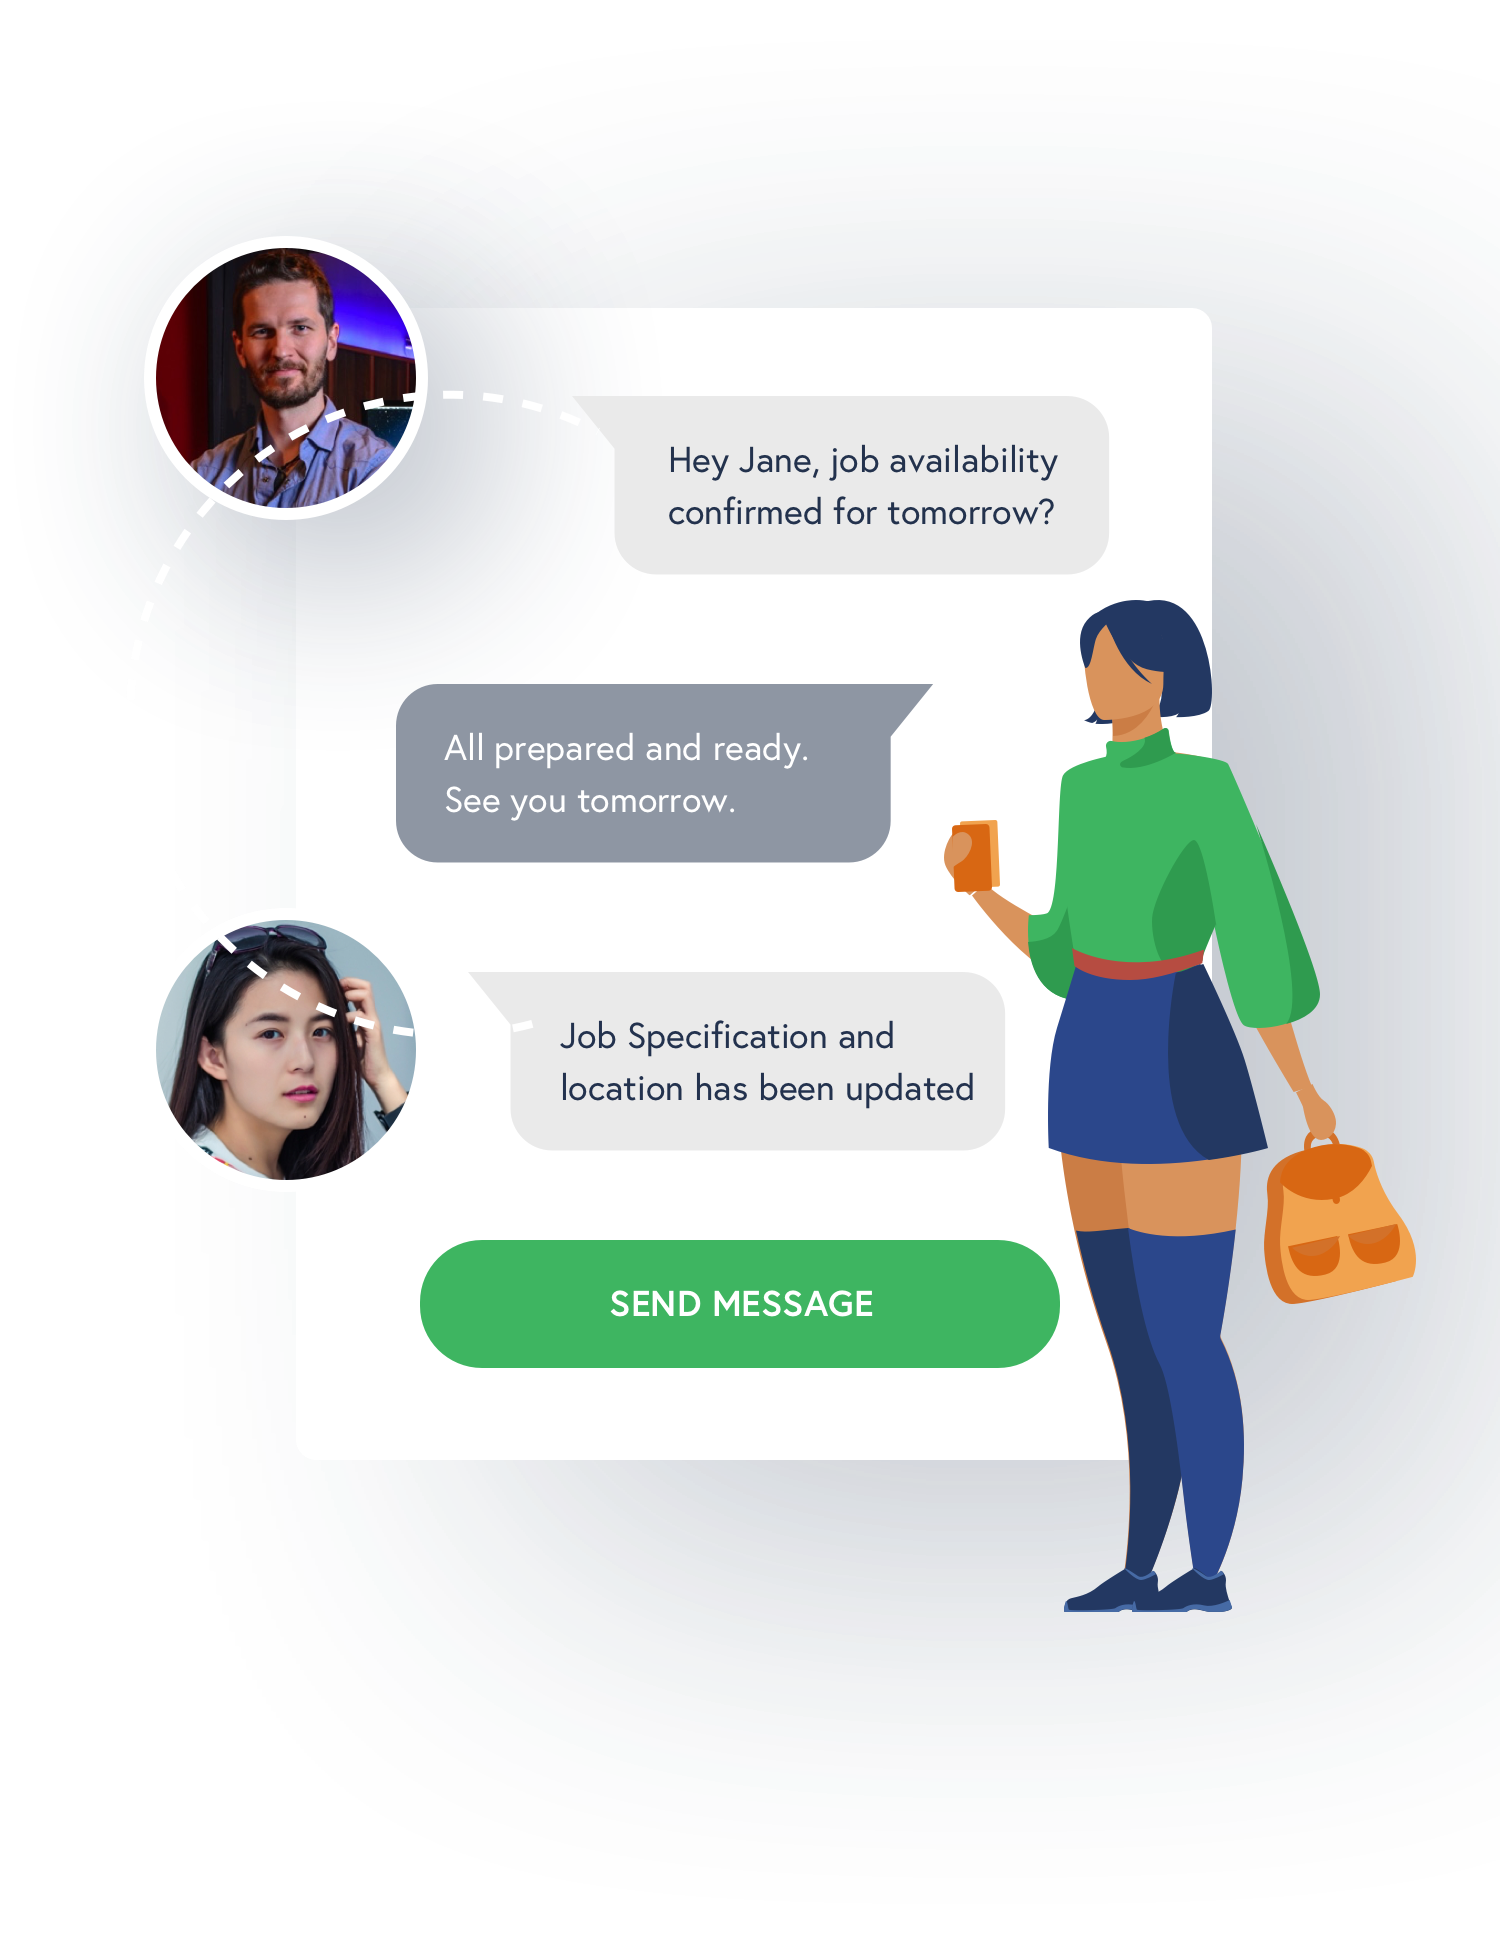 Hey Jane, job availability
confirmed for tomorrow?
All prepared and ready.
See you tomorrow.
Job Specification and
location has been updated
SEND MESSAGE